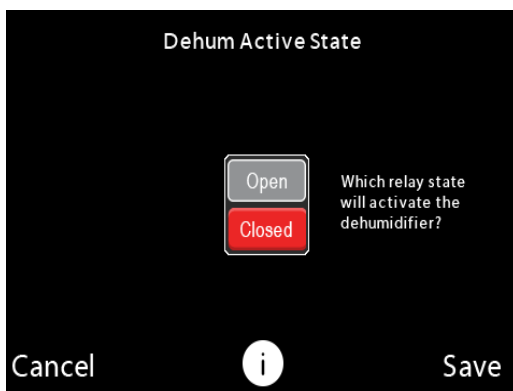 Dehum Active State
Open
Closed
Which relay state
will activate the
dehumidifier?
Cancel
i
Save